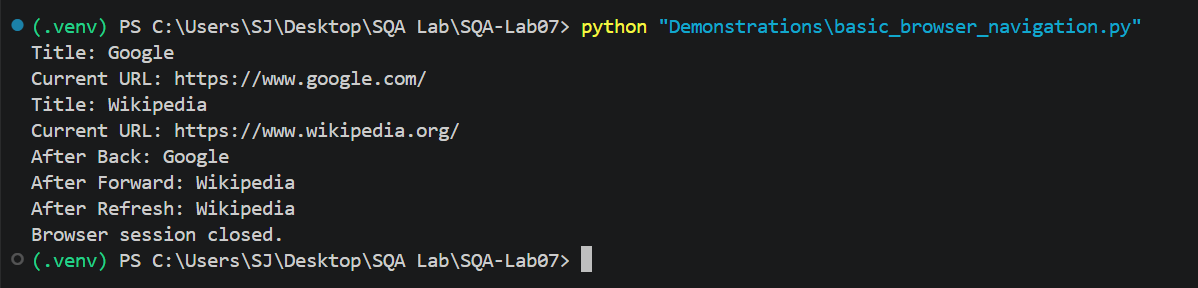 (.venv) PS C:\Users\SJ\Desktop\SQA Lab\SQA-Lab07> python "Demonstrations\basic_browser_navigation.py"
Title: Google
Current URL: https://www.google.com/
Title: Wikipedia
Current URL: https://www.wikipedia.org/
After Back: Google
After Forward: Wikipedia
After Refresh: Wikipedia
Browser session closed.
(.venv) PS C:\Users\SJ\Desktop\SQA Lab\SQA-Lab07>